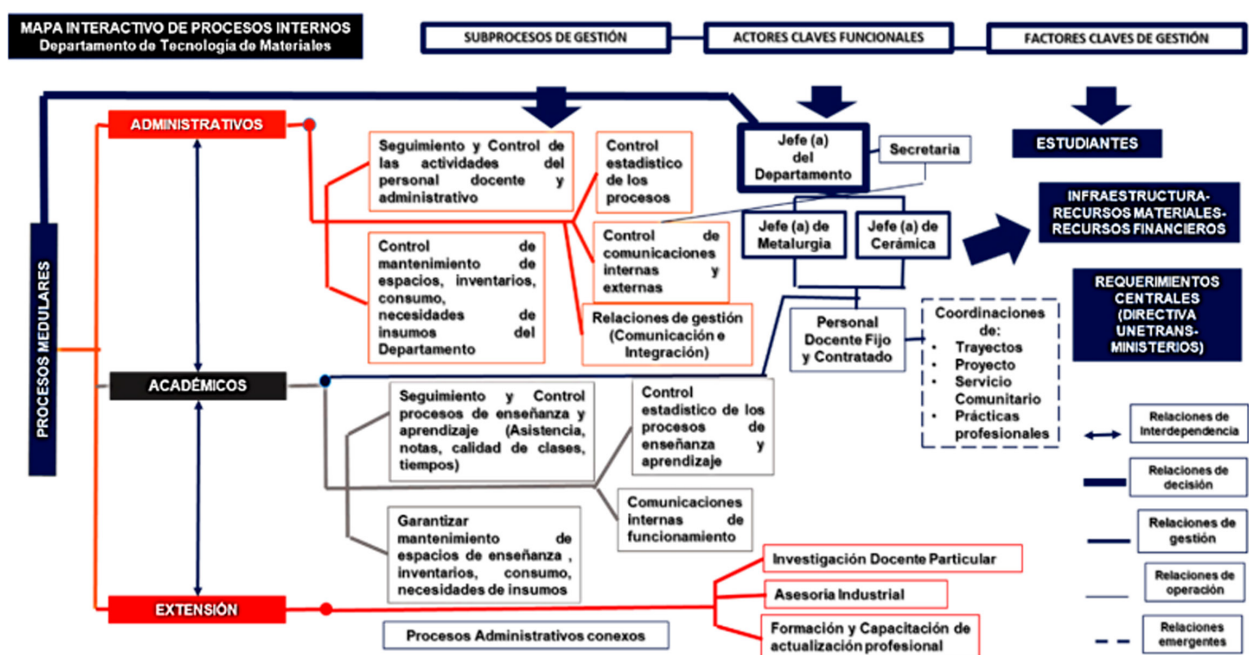 MAPA INTERACTIVO DE PROCESOS INTERNOS
Departamento de Tecnología de Materiales
SUBPROCESOS DE GESTIÓN
ACTORES CLAVES FUNCIONALES
FACTORES CLAVES DE GESTIÓN
PROCESOS MEDULARES
ADMINISTRATIVOS
Seguimiento y Control de
las actividades del
personal docente y
administrativo
Control
estadístico
de los
procesos
Control de
mantenimiento de
espacios, inventarios,
consumo,
necesidades de
insumos del
Departamento
Control de
comunicaciones
internas y
externas
Relaciones de gestión
(Comunicación e
Integración)
Jefe (a)
del
Departamento
Secretaria
Jefe (a) de
Metalurgia
Jefe (a) de
Cerámica
Personal
Docente Fijo
y Contratado
Coordinaciones
de:
• Trayectos
• Proyecto
• Servicio
Comunitario
• Prácticas
profesionales
ESTUDIANTES
INFRAESTRUCTURA-
RECURSOS MATERIALES-
RECURSOS FINANCIEROS
REQUERIMIENTOS
CENTRALES
(DIRECTIVA
UNETRANS-
MINISTERIOS)
ACADÉMICOS
Seguimiento y Control
procesos de enseñanza y
aprendizaje (Asistencia,
notas, calidad de clases,
tiempos)
Control
estadístico de los
procesos de
enseñanza y
aprendizaje
Garantizar
mantenimiento de
espacios de enseñanza ,
inventarios, consumo,
necesidades de insumos
Comunicaciones
internas de
funcionamiento
EXTENSIÓN
Investigación Docente Particular
Asesoría Industrial
Formación y Capacitación de
actualización profesional
Procesos Administrativos conexos
Relaciones de
Interdependencia
Relaciones de
decisión
Relaciones de
gestión
Relaciones de
operación
Relaciones
emergentes